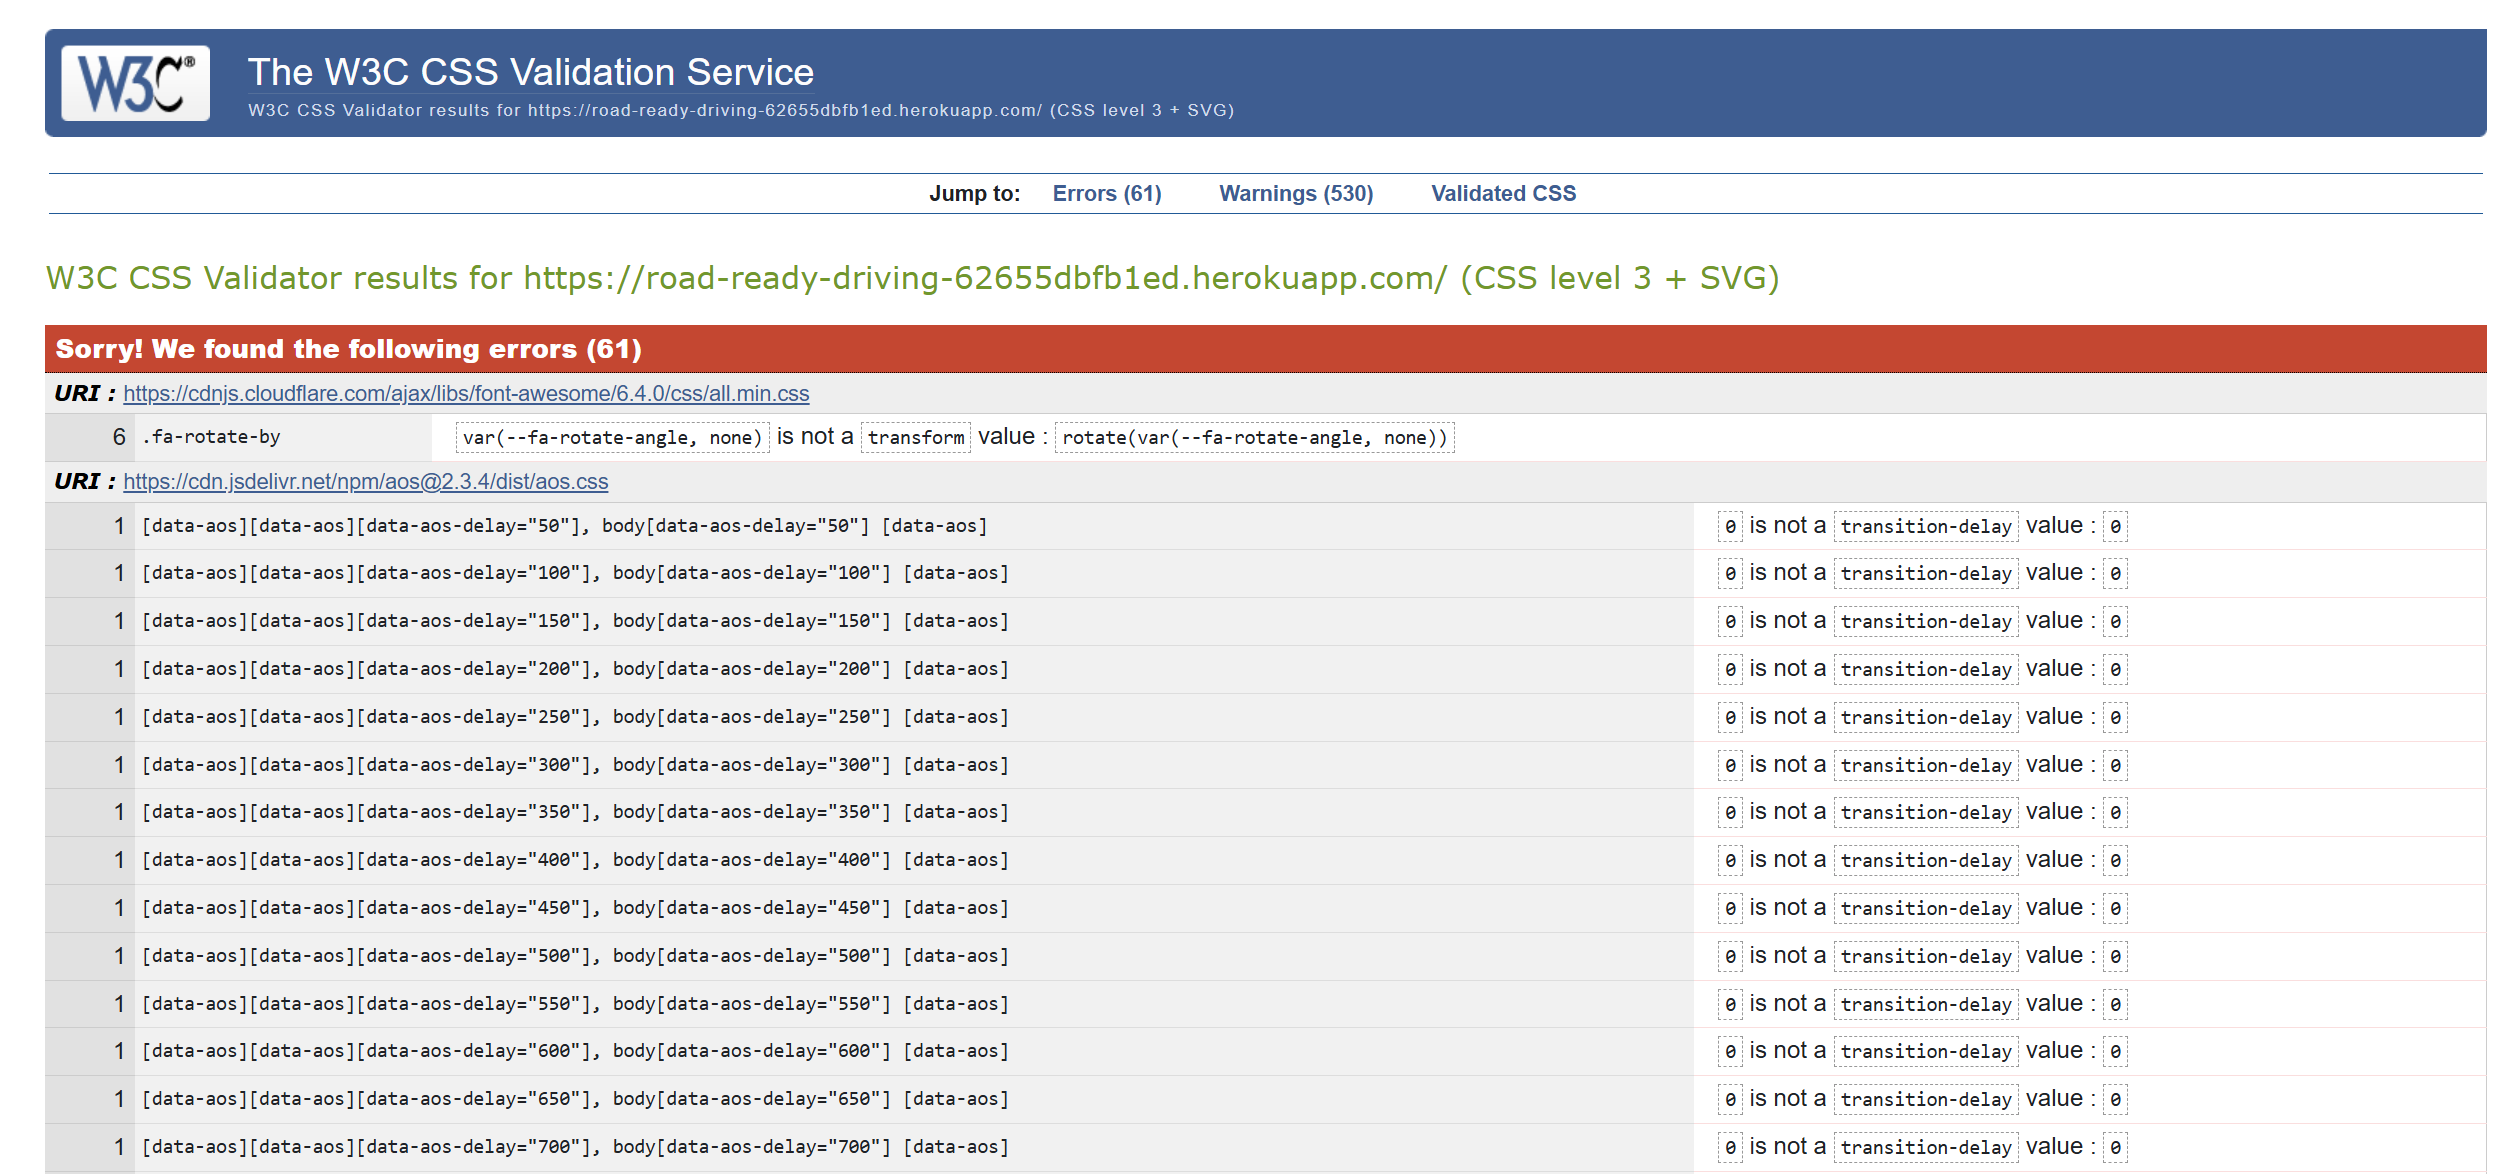 W3C®
The W3C CSS Validation Service
W3C CSS Validator results for https://road-ready-driving-62655dbfb1ed.herokuapp.com/ (CSS level 3 + SVG)
Jump to: Errors (61) Warnings (530) Validated CSS
W3C CSS Validator results for https://road-ready-driving-62655dbfb1ed.herokuapp.com/ (CSS level 3 + SVG)
Sorry! We found the following errors (61)
URI : https://cdnjs.cloudflare.com/ajax/libs/font-awesome/6.4.0/css/all.min.css
6 .fa-rotate-by var(--fa-rotate-angle, none) is not a transform value : rotate(var(--fa-rotate-angle, none))
URI : https://cdn.jsdelivr.net/npm/aos@2.3.4/dist/aos.css
1 [data-aos][data-aos][data-aos-delay="50"], body[data-aos-delay="50"] [data-aos] 0 is not a transition-delay value : 0
1 [data-aos][data-aos][data-aos-delay="100"], body[data-aos-delay="100"] [data-aos] 0 is not a transition-delay value : 0
1 [data-aos][data-aos][data-aos-delay="150"], body[data-aos-delay="150"] [data-aos] 0 is not a transition-delay value : 0
1 [data-aos][data-aos][data-aos-delay="200"], body[data-aos-delay="200"] [data-aos] 0 is not a transition-delay value : 0
1 [data-aos][data-aos][data-aos-delay="250"], body[data-aos-delay="250"] [data-aos] 0 is not a transition-delay value : 0
1 [data-aos][data-aos][data-aos-delay="300"], body[data-aos-delay="300"] [data-aos] 0 is not a transition-delay value : 0
1 [data-aos][data-aos][data-aos-delay="350"], body[data-aos-delay="350"] [data-aos] 0 is not a transition-delay value : 0
1 [data-aos][data-aos][data-aos-delay="400"], body[data-aos-delay="400"] [data-aos] 0 is not a transition-delay value : 0
1 [data-aos][data-aos][data-aos-delay="450"], body[data-aos-delay="450"] [data-aos] 0 is not a transition-delay value : 0
1 [data-aos][data-aos][data-aos-delay="500"], body[data-aos-delay="500"] [data-aos] 0 is not a transition-delay value : 0
1 [data-aos][data-aos][data-aos-delay="550"], body[data-aos-delay="550"] [data-aos] 0 is not a transition-delay value : 0
1 [data-aos][data-aos][data-aos-delay="600"], body[data-aos-delay="600"] [data-aos] 0 is not a transition-delay value : 0
1 [data-aos][data-aos][data-aos-delay="650"], body[data-aos-delay="650"] [data-aos] 0 is not a transition-delay value : 0
1 [data-aos][data-aos][data-aos-delay="700"], body[data-aos-delay="700"] [data-aos] 0 is not a transition-delay value : 0